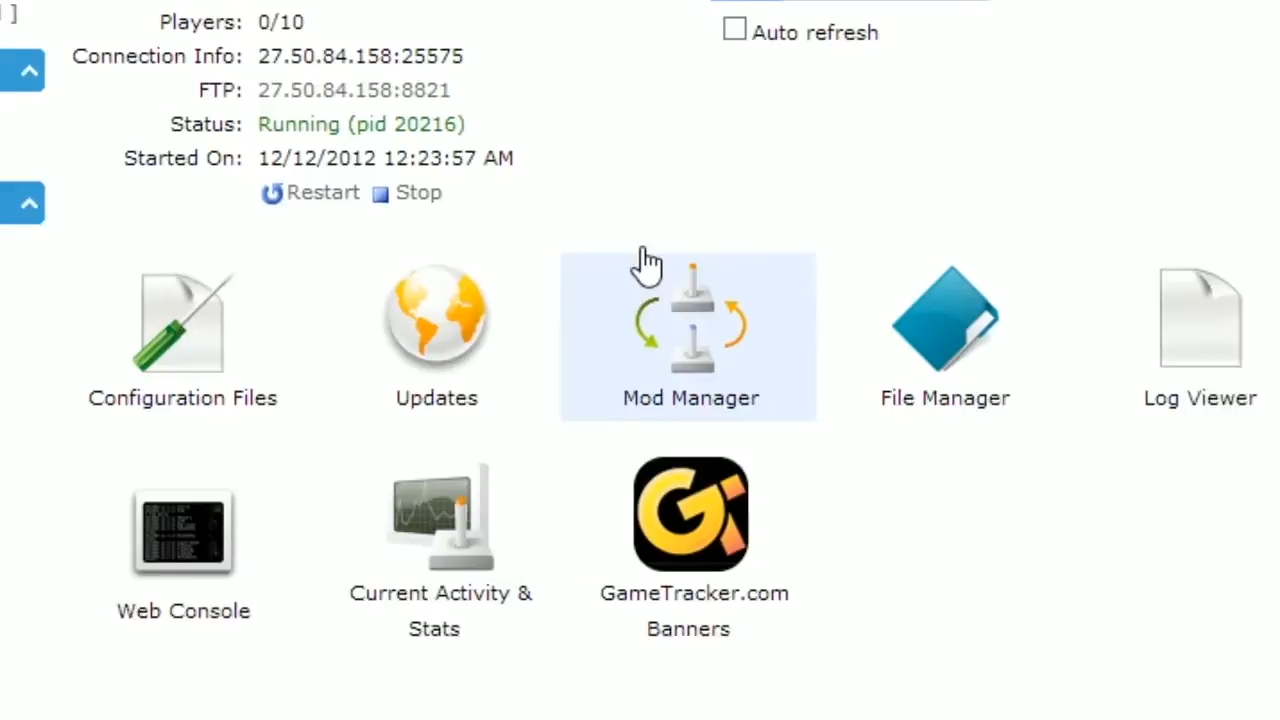 ]
Players: 0/10
Connection Info: 27.50.84.158:25575
FTP: 27.50.84.158:8821
Status: Running (pid 20216)
Started On: 12/12/2012 12:23:57 AM
Restart Stop
Auto refresh
Configuration Files
Updates
Mod Manager
File Manager
Log Viewer
Web Console
Current Activity &
Stats
GameTracker.com
Banners